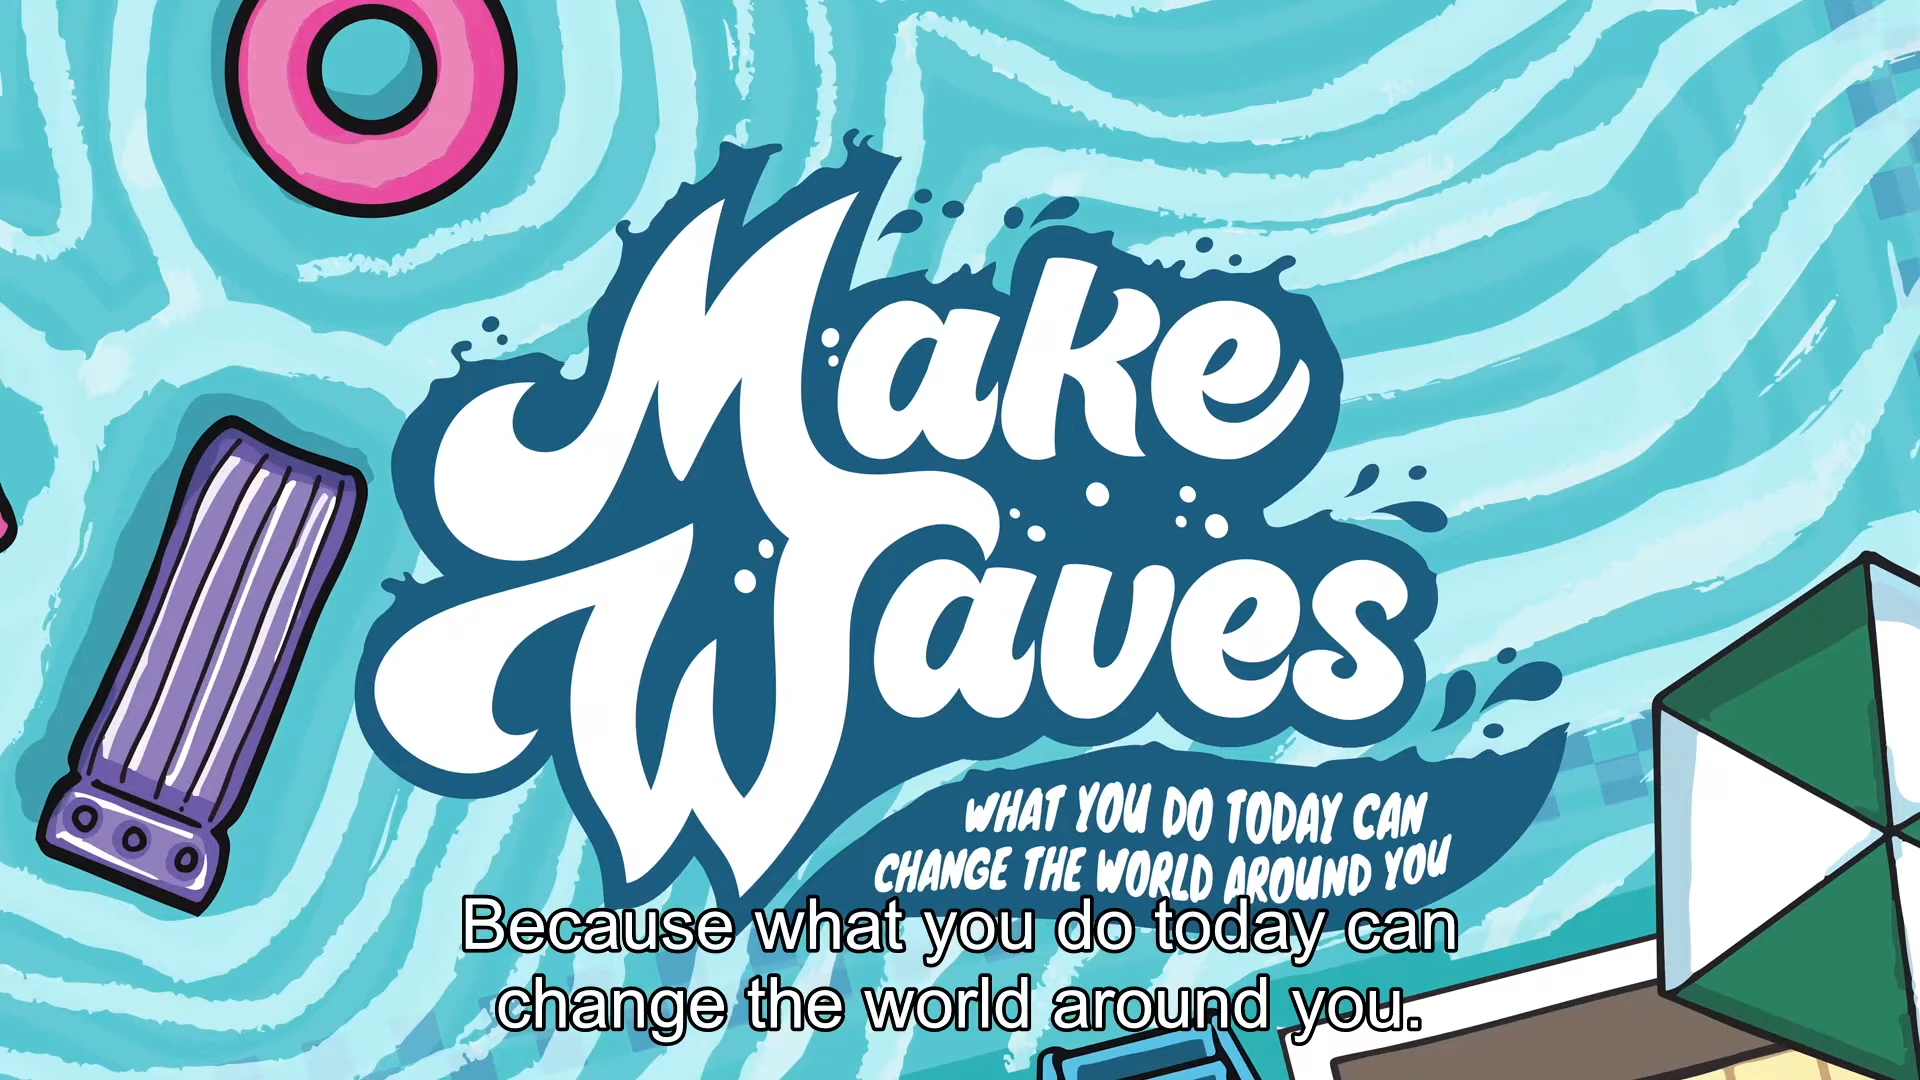 Make
Waves
WHAT YOU DO TODAY CAN
CHANGE THE WORLD AROUND YOU
Because what you do today can
change the world around you.